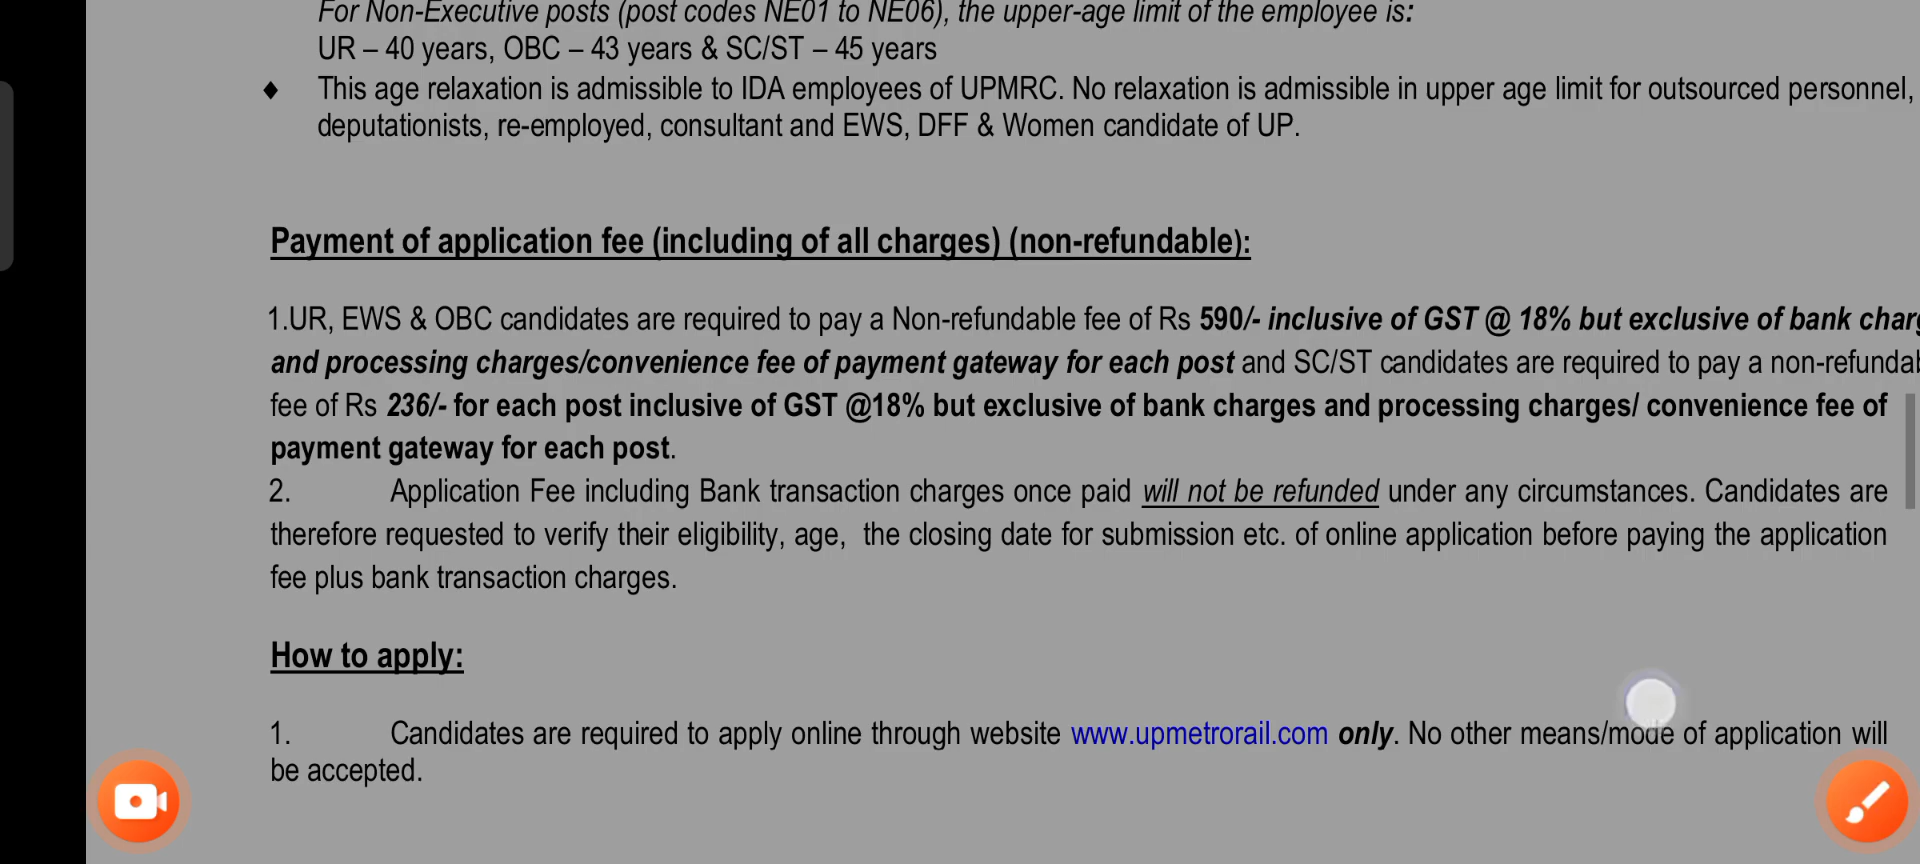 For Non-Executive posts (post codes NE01 to NE06), the upper-age limit of the employee is:
UR – 40 years, OBC – 43 years & SC/ST – 45 years
♦ This age relaxation is admissible to IDA employees of UPMRC. No relaxation is admissible in upper age limit for outsourced personnel,
deputationists, re-employed, consultant and EWS, DFF & Women candidate of UP.
Payment of application fee (including of all charges) (non-refundable):
1.UR, EWS & OBC candidates are required to pay a Non-refundable fee of Rs 590/- inclusive of GST @ 18% but exclusive of bank
and processing charges/convenience fee of payment gateway for each post and SC/ST candidates are required to pay a
fee of Rs 236/- for each post inclusive of GST @18% but exclusive of bank charges and processing charges/ convenience fee of
payment gateway for each post.
2. Application Fee including Bank transaction charges once paid will not be refunded under any circumstances. Candidates are
therefore requested to verify their eligibility, age, the closing date for submission etc. of online application before paying the application
fee plus bank transaction charges.
How to apply:
1. Candidates are required to apply online through website www.upmetrorail.com only. No other means/mode of application will
be accepted.